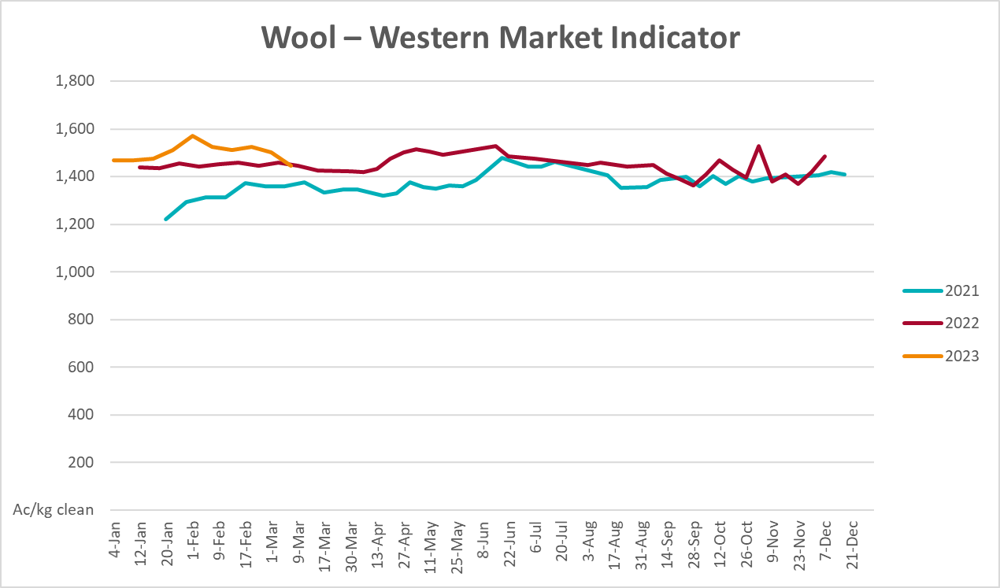 Wool – Western Market Indicator
1,800
1,600
1,400
1,200
1,000
800
600
400
200
Ac/kg clean
4-Jan
12-Jan
20-Jan
1-Feb
9-Feb
17-Feb
1-Mar
9-Mar
17-Mar
30-Mar
13-Apr
27-Apr
11-May
25-May
8-Jun
22-Jun
6-Jul
20-Jul
3-Aug
17-Aug
31-Aug
14-Sep
28-Sep
12-Oct
26-Oct
9-Nov
23-Nov
7-Dec
21-Dec
2021
2022
2023